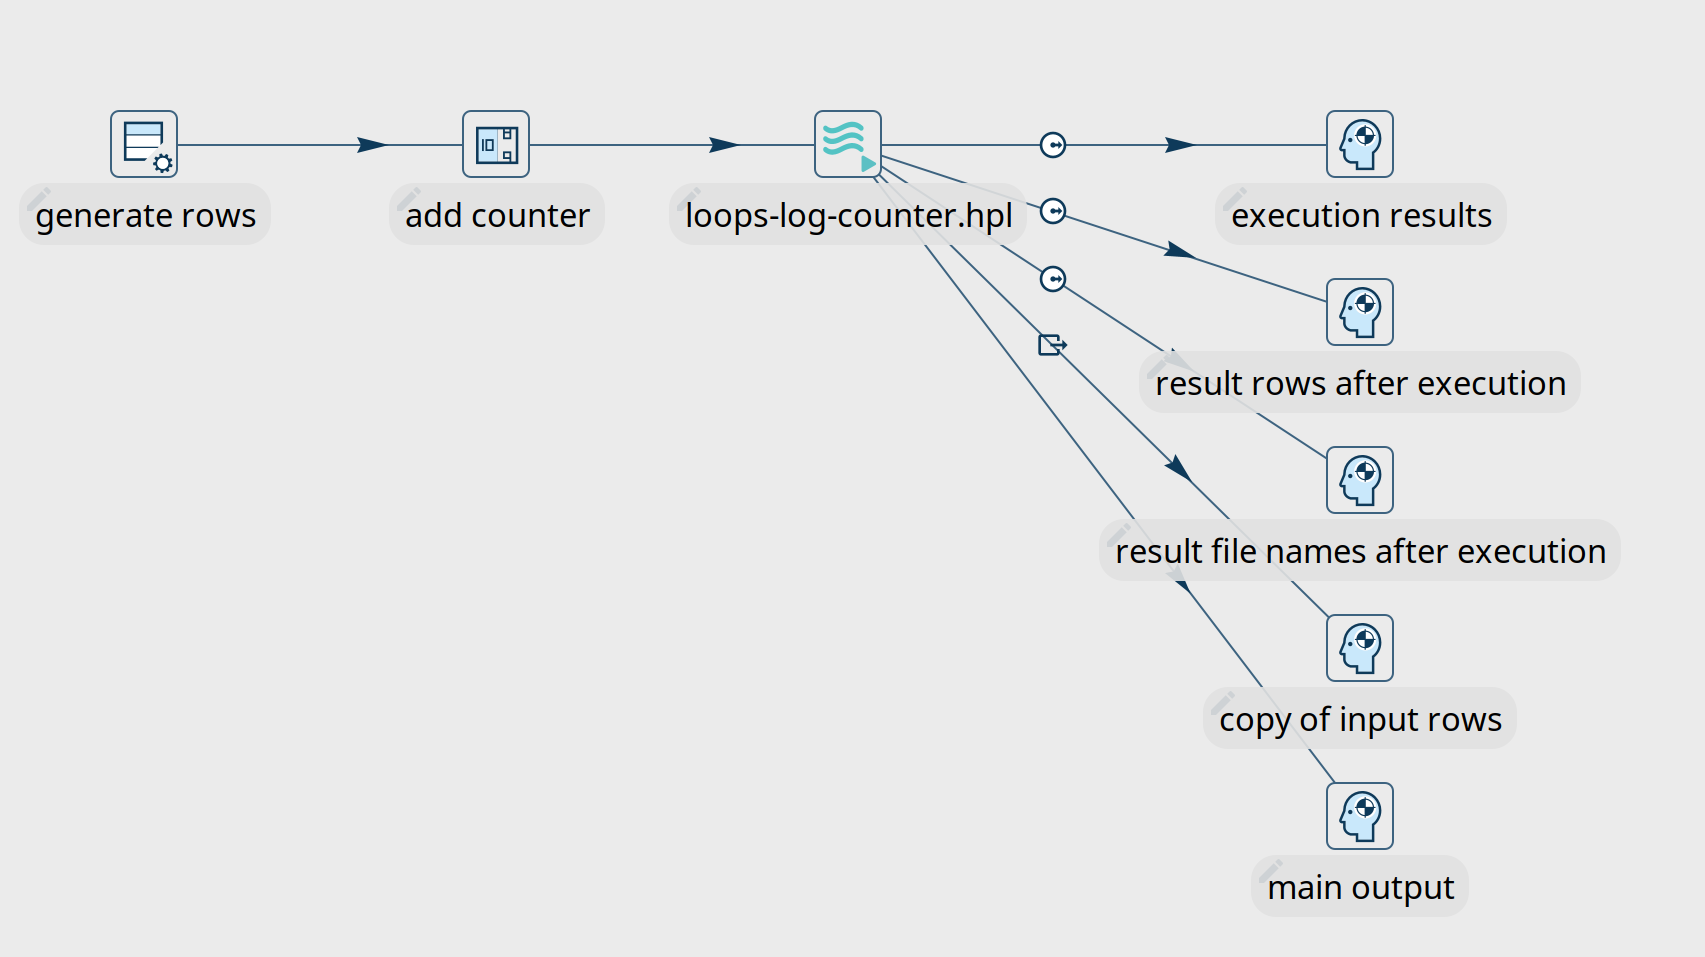 generate rows
add counter
loops-log-counter.hpl
execution results
result rows after execution
result file names after execution
copy of input rows
main output